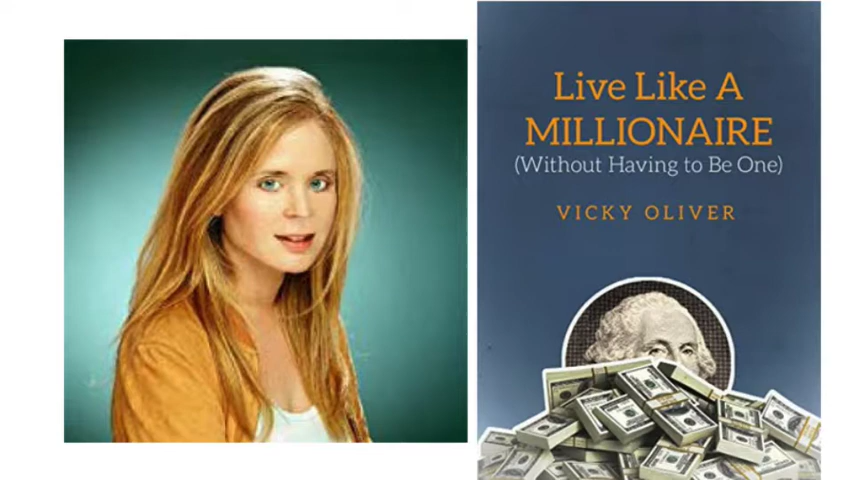 Live Like A
MILLIONAIRE
(Without Having to Be One)
VICKY OLIVER